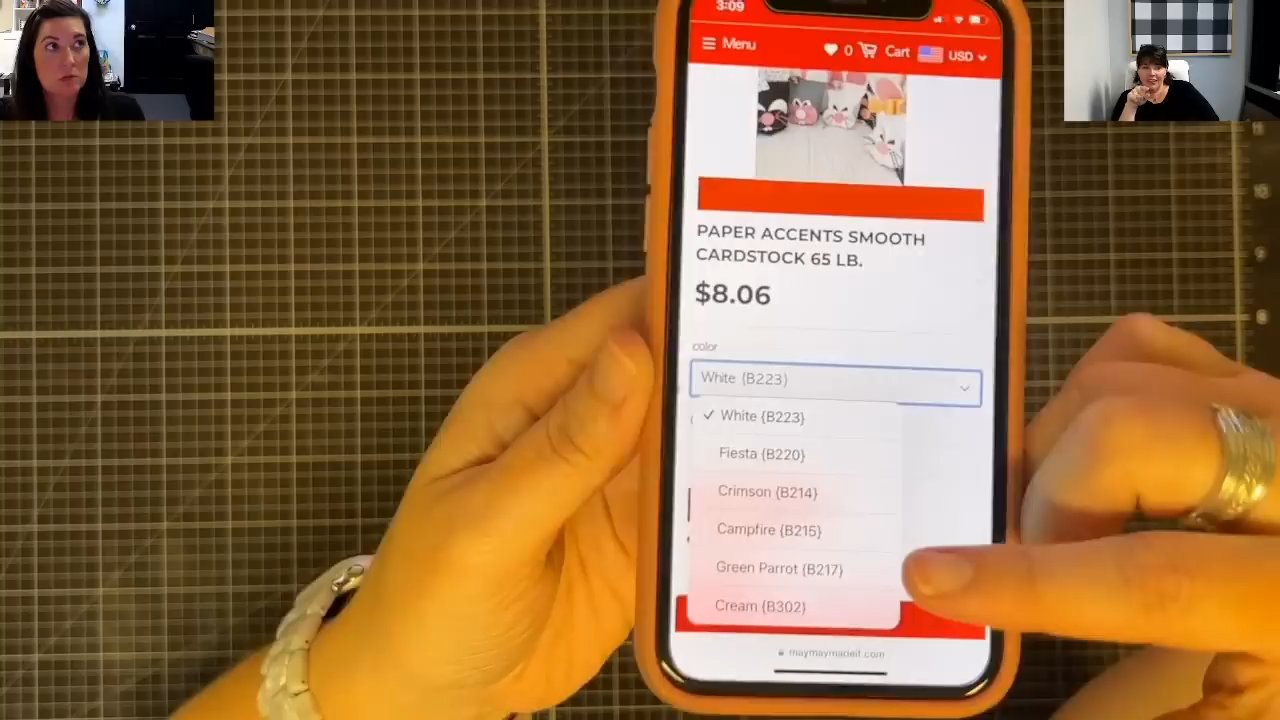 3:09
Menu
0 Cart USD
PAPER ACCENTS SMOOTH
CARDSTOCK 65 LB.
$8.06
color
White {B223}
White {B223}
Fiesta {B220}
Crimson {B214}
Campfire {B215}
Green Parrot {B217}
Cream {B302}
maymaymadeit.com